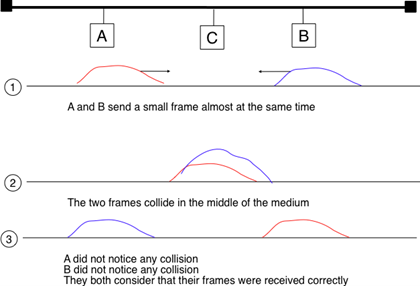 A
C
B
1
A and B send a small frame almost at the same time
2
The two frames collide in the middle of the medium
3
A did not notice any collision
B did not notice any collision
They both consider that their frames were received correctly